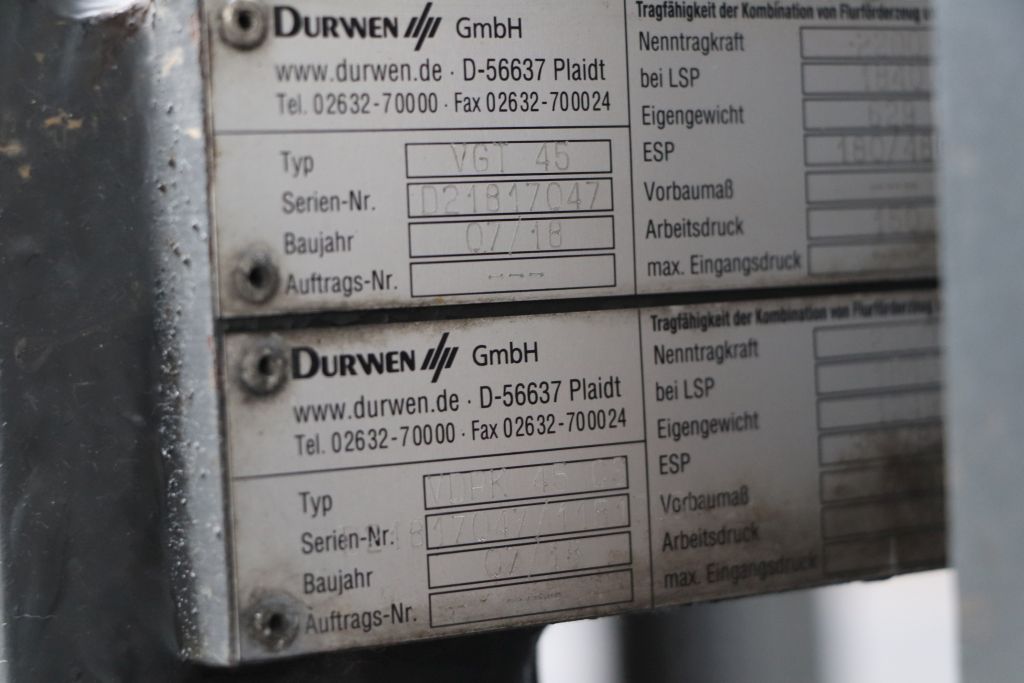 DURWEN GmbH
www.durwen.de · D-56637 Plaidt
Tel. 02632-70000 · Fax 02632-700024
Typ VGT 45
Serien-Nr. D21817047
Baujahr 07/18
Auftrags-Nr. ---
Tragfähigkeit der Kombination von Flurförderzeug
Nenntragkraft
bei LSP
Eigengewicht
ESP
Vorbaumaß
Arbeitsdruck
max. Eingangsdruck
DURWEN GmbH
www.durwen.de · D-56637 Plaidt
Tel. 02632-70000 · Fax 02632-700024
Typ
Serien-Nr.
Baujahr 07/18
Auftrags-Nr.
Tragfähigkeit der Kombination von Flurförderzeug
Nenntragkraft
bei LSP
Eigengewicht
ESP
Vorbaumaß
Arbeitsdruck
max. Eingangsdruck